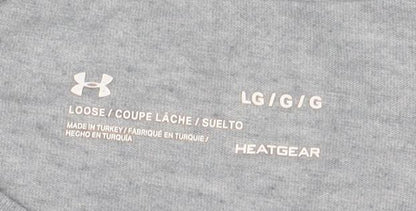 LG / G / G
LOOSE / COUPE LÂCHE / SUELTO
MADE IN TURKEY / FABRIQUÉ EN TURQUIE /
HECHO EN TURQUÍA
HEATGEAR